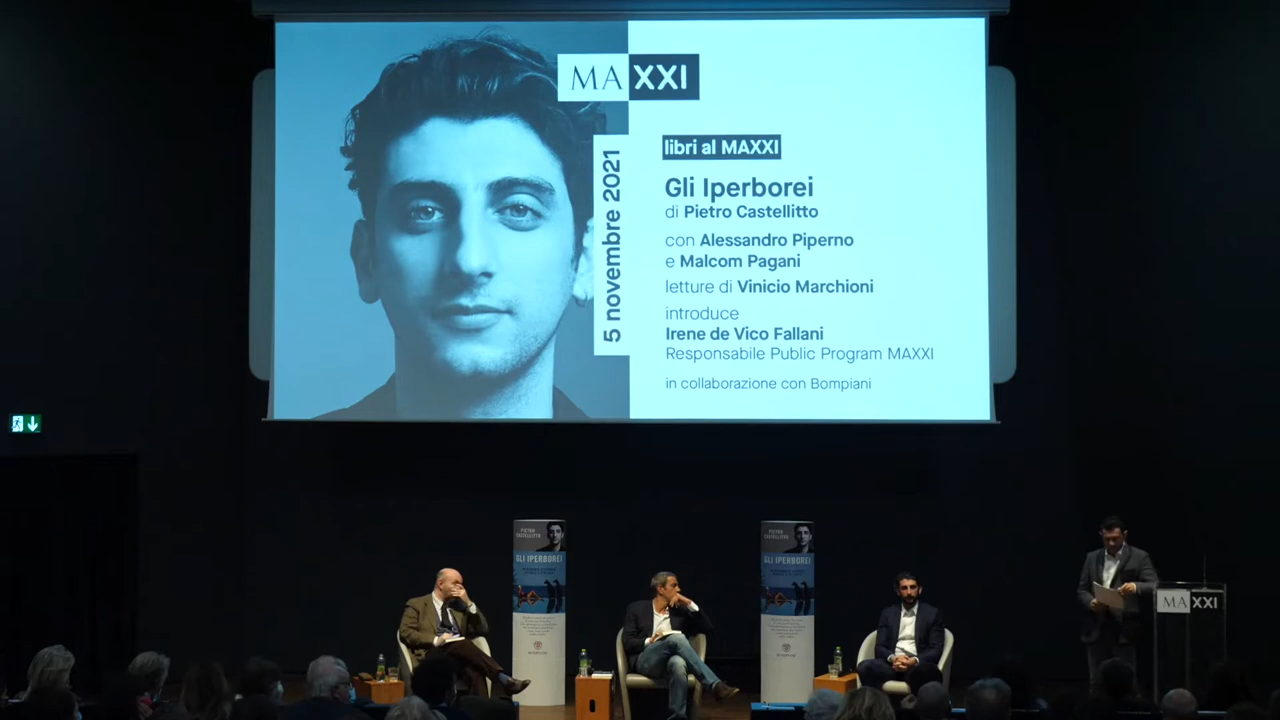 MAXXI
libri al MAXXI
5 novembre 2021
Gli Iperborei
di Pietro Castellitto
con Alessandro Piperno
e Malcom Pagani
letture di Vinicio Marchioni
introduce
Irene de Vico Fallani
Responsabile Public Program MAXXI
in collaborazione con Bompiani
PIETRO
CASTELLITTO
GLI IPERBOREI
PIETRO
CASTELLITTO
GLI IPERBOREI
MAXXI